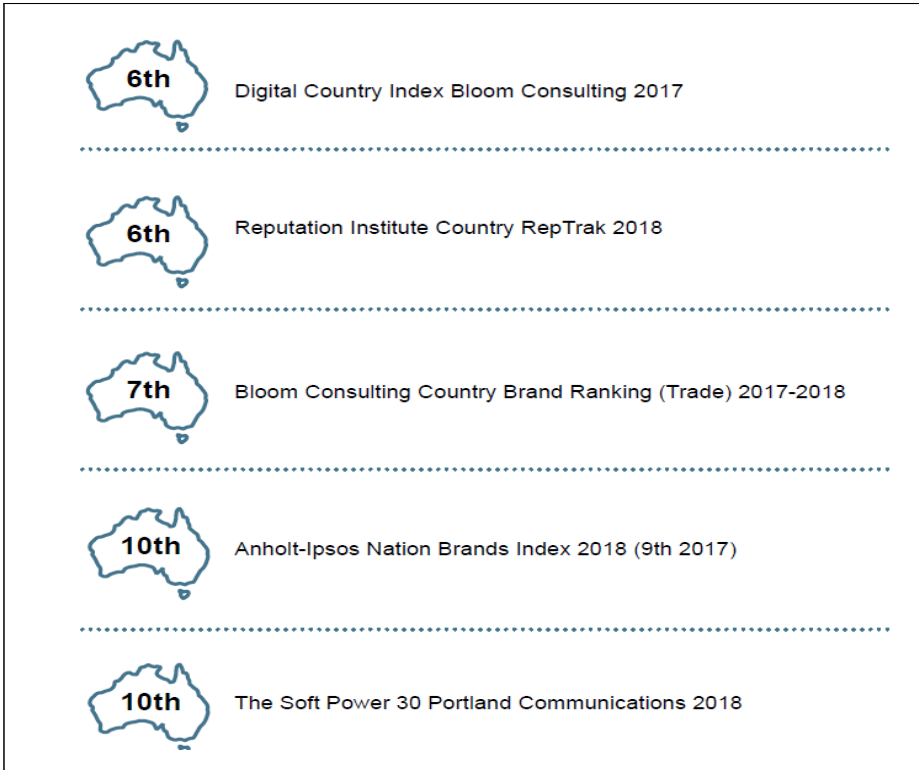 6th
Digital Country Index Bloom Consulting 2017
6th
Reputation Institute Country RepTrak 2018
7th
Bloom Consulting Country Brand Ranking (Trade) 2017-2018
10th
Anholt-Ipsos Nation Brands Index 2018 (9th 2017)
10th
The Soft Power 30 Portland Communications 2018